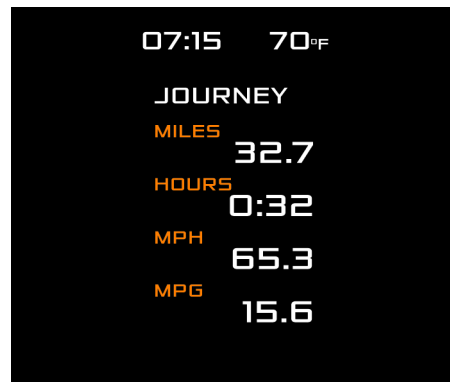 07:15 70°F
JOURNEY
MILES
32.7
HOURS
0:32
MPH
65.3
MPG
15.6